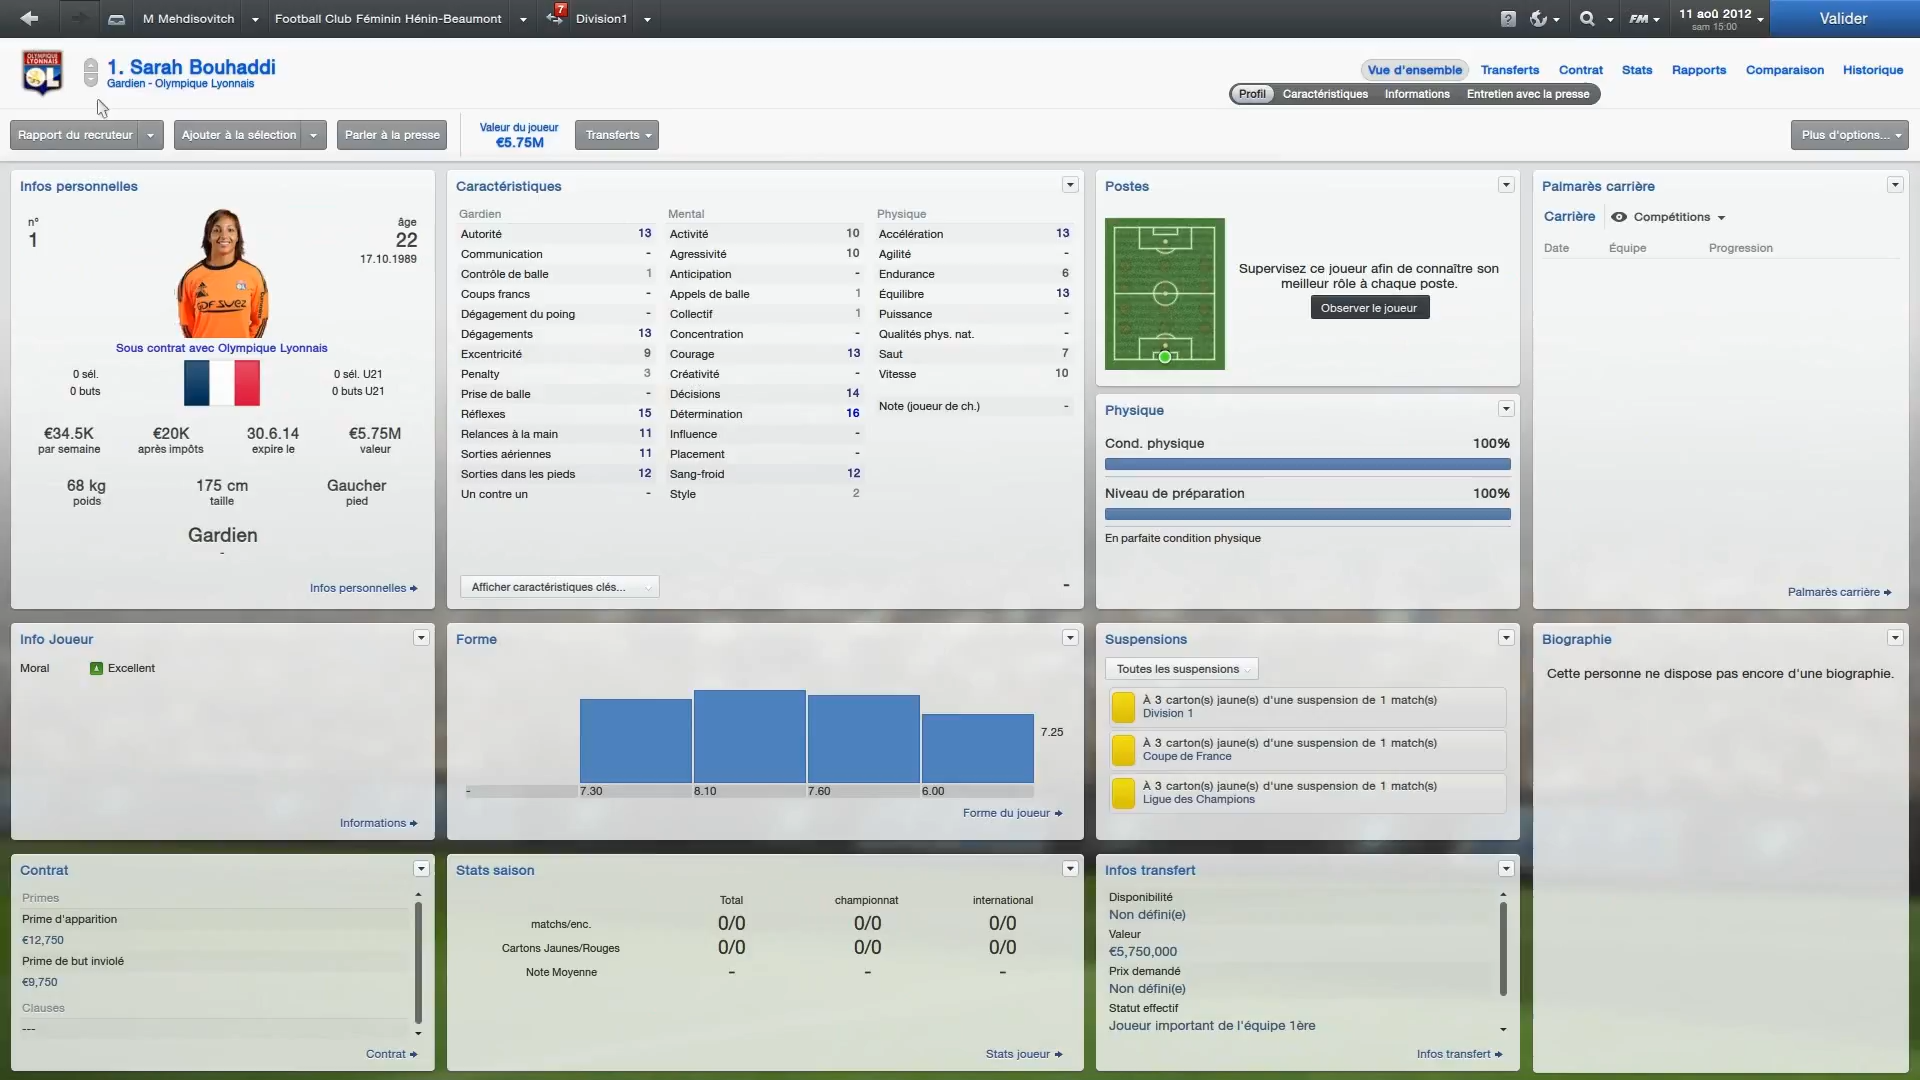 M Mehdisovitch
Football Club Féminin Hénin-Beaumont
7
Division1
?
FM
11 aoû 2012
sam 15:00
Valider
OLYMPIQUE
LYONNAIS
OL
1. Sarah Bouhaddi
Gardien - Olympique Lyonnais
Vue d'ensemble Transferts Contrat Stats Rapports Comparaison Historique
Profil Caractéristiques Informations Entretien avec la presse
Rapport du recruteur
Ajouter à la sélection
Parler à la presse
Valeur du joueur
€5.75M
Transferts
Plus d'options...
Infos personnelles
n°
1
âge
22
17.10.1989
GDF SUEZ
Sous contrat avec Olympique Lyonnais
0 sél.
0 buts
0 sél. U21
0 buts U21
€34.5K
par semaine
€20K
après impôts
30.6.14
expire le
€5.75M
valeur
68 kg
poids
175 cm
taille
Gaucher
pied
Gardien
-
Infos personnelles
Caractéristiques
Gardien
Autorité 13
Communication -
Contrôle de balle 1
Coups francs -
Dégagement du poing -
Dégagements 13
Excentricité 9
Penalty 3
Prise de balle -
Réflexes 15
Relances à la main 11
Sorties aériennes 11
Sorties dans les pieds 12
Un contre un -
Mental
Activité 10
Agressivité 10
Anticipation -
Appels de balle 1
Collectif 1
Concentration -
Courage 13
Créativité -
Décisions 14
Détermination 16
Influence -
Placement -
Sang-froid 12
Style 2
Physique
Accélération 13
Agilité -
Endurance 6
Équilibre 13
Puissance -
Qualités phys. nat. -
Saut 7
Vitesse 10
Note (joueur de ch.) -
Afficher caractéristiques clés...
-
Postes
Supervisez ce joueur afin de connaître son
meilleur rôle à chaque poste.
Observer le joueur
Physique
Cond. physique 100%
Niveau de préparation 100%
En parfaite condition physique
Palmarès carrière
Carrière Compétitions
Date Équipe Progression
Palmarès carrière
Info Joueur
Moral Excellent
Informations
Forme
7.25
- 7.30 8.10 7.60 6.00
Forme du joueur
Suspensions
Toutes les suspensions
À 3 carton(s) jaune(s) d'une suspension de 1 match(s)
Division 1
À 3 carton(s) jaune(s) d'une suspension de 1 match(s)
Coupe de France
À 3 carton(s) jaune(s) d'une suspension de 1 match(s)
Ligue des Champions
Biographie
Cette personne ne dispose pas encore d'une biographie.
Contrat
Primes
Prime d'apparition
€12,750
Prime de but inviolé
€9,750
Clauses
---
Contrat
Stats saison
Total championnat international
matchs/enc. 0/0 0/0 0/0
Cartons Jaunes/Rouges 0/0 0/0 0/0
Note Moyenne - - -
Stats joueur
Infos transfert
Disponibilité
Non défini(e)
Valeur
€5,750,000
Prix demandé
Non défini(e)
Statut effectif
Joueur important de l'équipe 1ère
Infos transfert